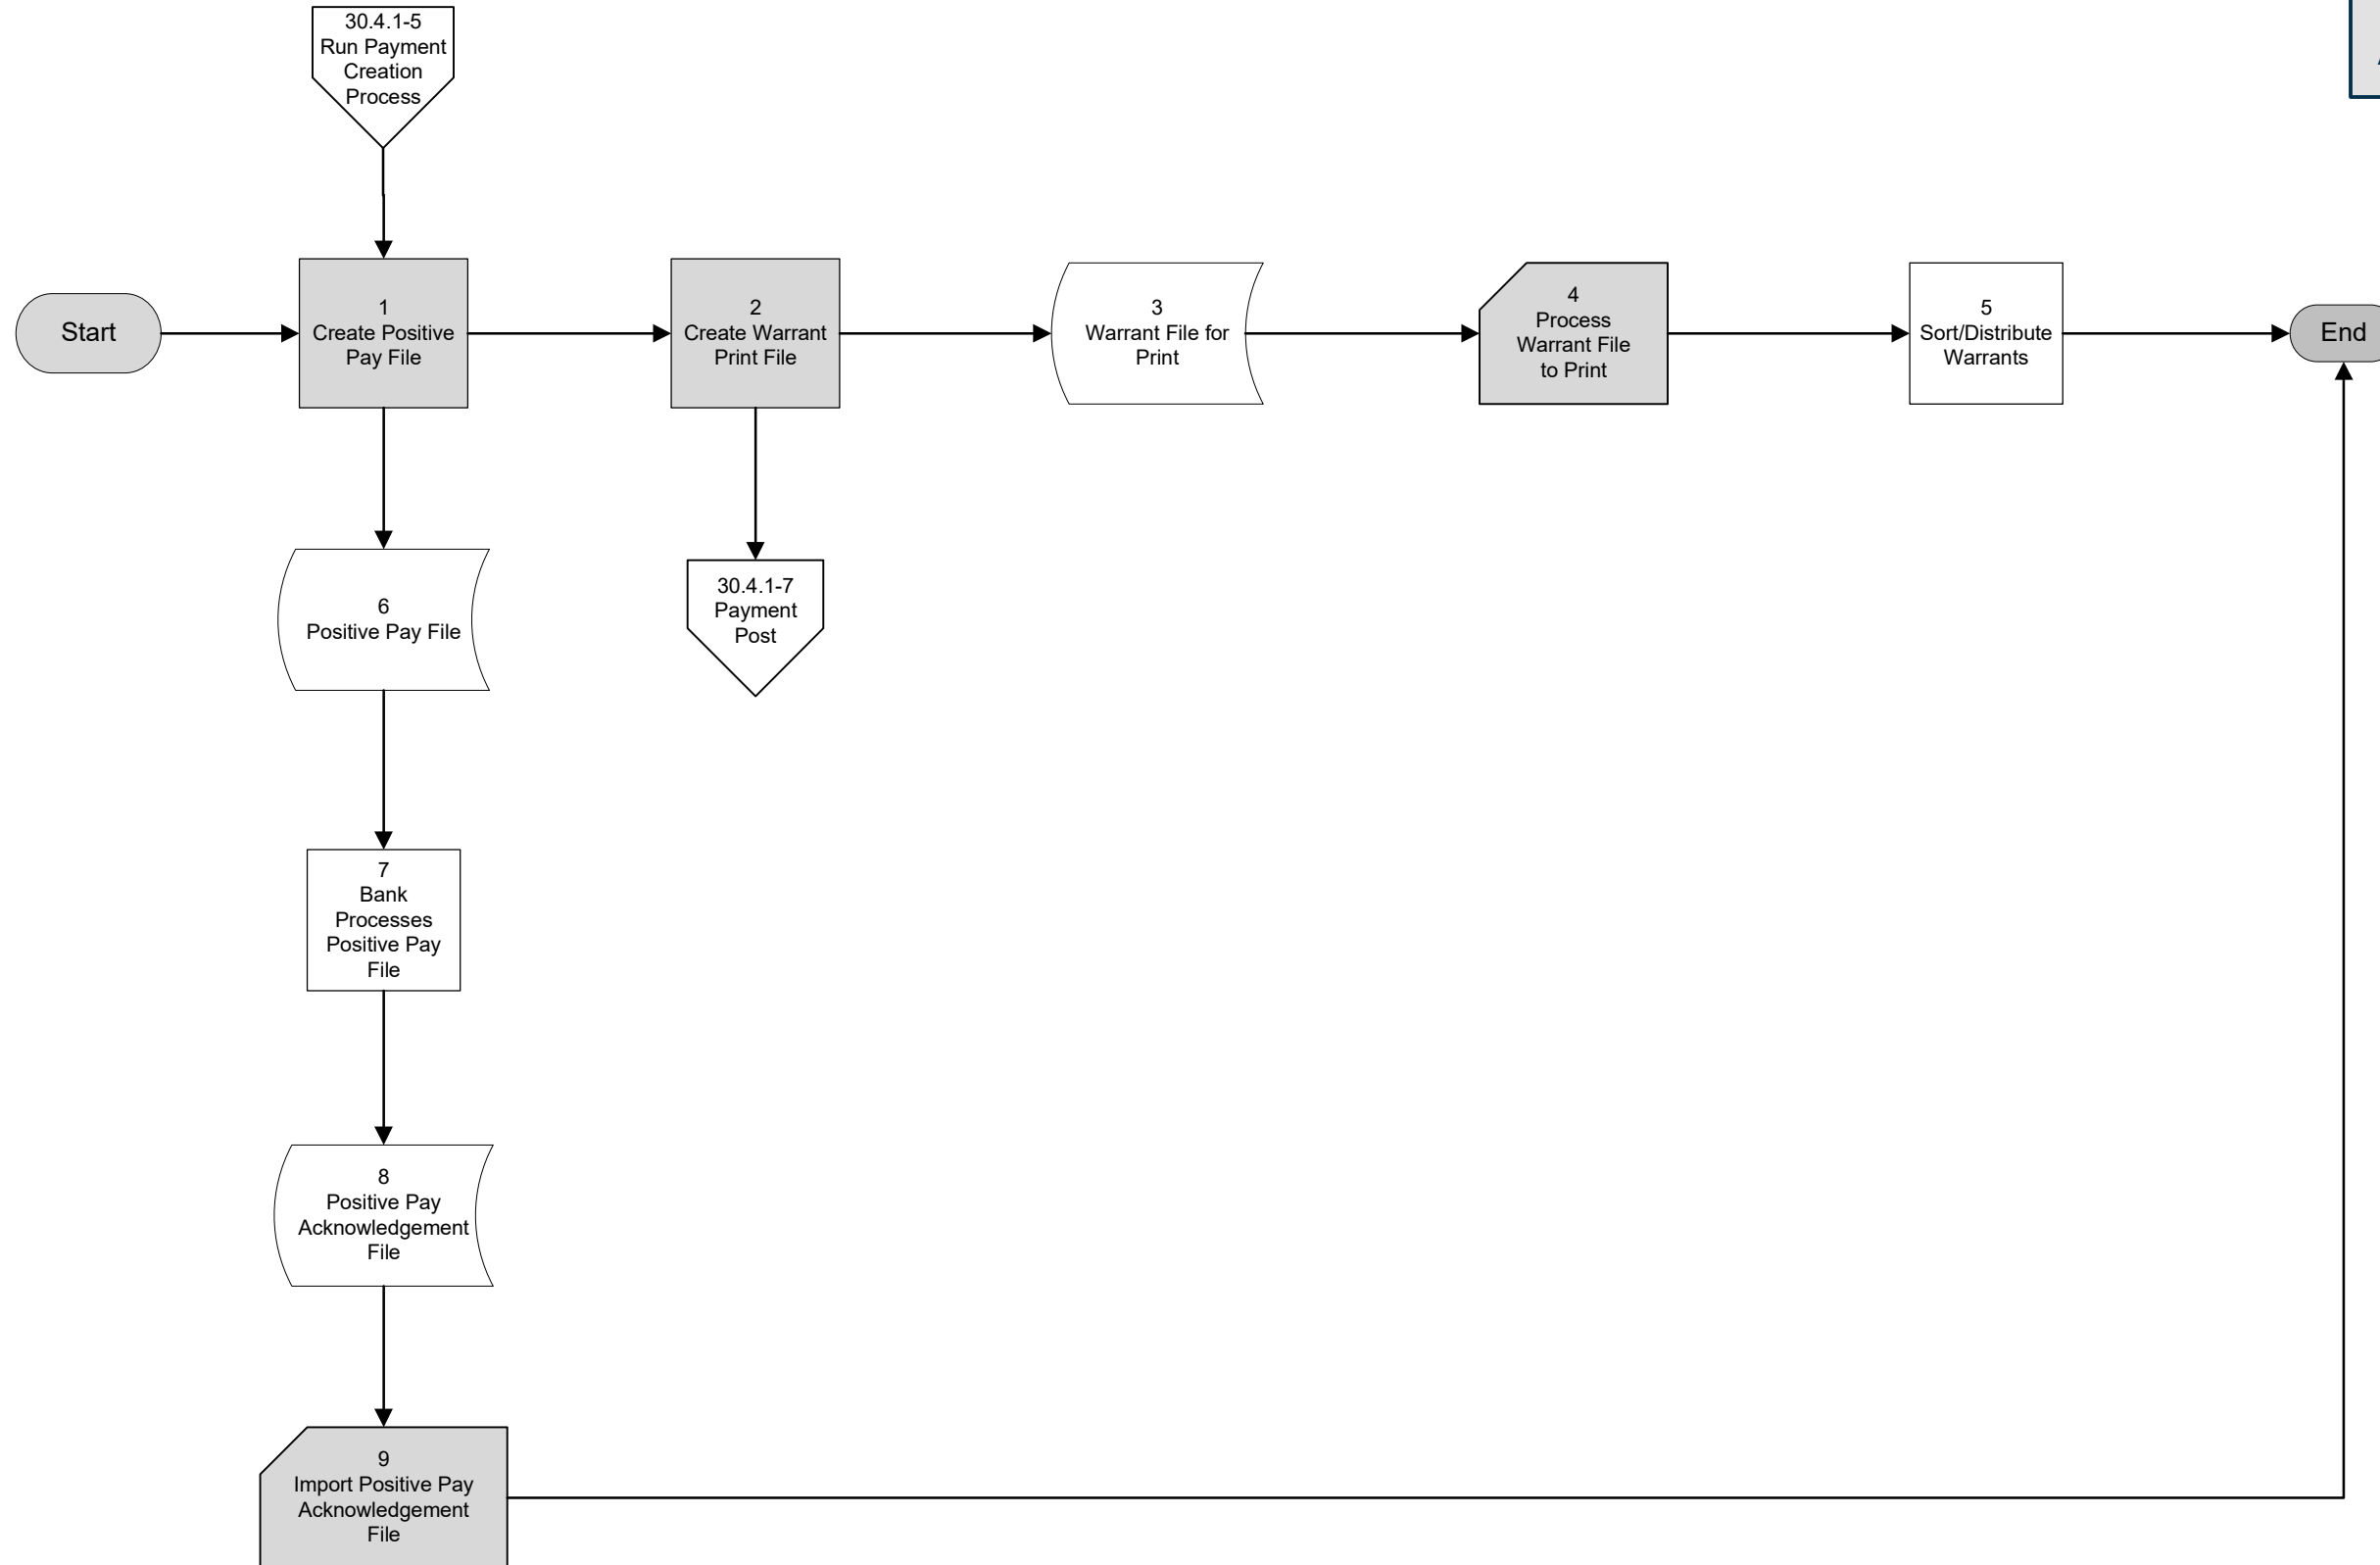 30.4.1-5
Run Payment
Creation
Process
Start
1
Create Positive
Pay File
2
Create Warrant
Print File
3
Warrant File for
Print
4
Process
Warrant File
to Print
5
Sort/Distribute
Warrants
End
6
Positive Pay File
30.4.1-7
Payment
Post
7
Bank
Processes
Positive Pay
File
8
Positive Pay
Acknowledgement
File
9
Import Positive Pay
Acknowledgement
File